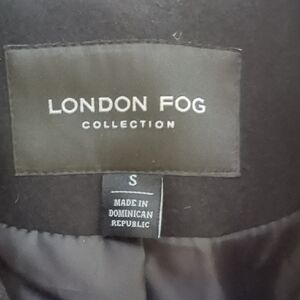 LONDON FOG
COLLECTION
S
MADE IN
DOMINICAN
REPUBLIC